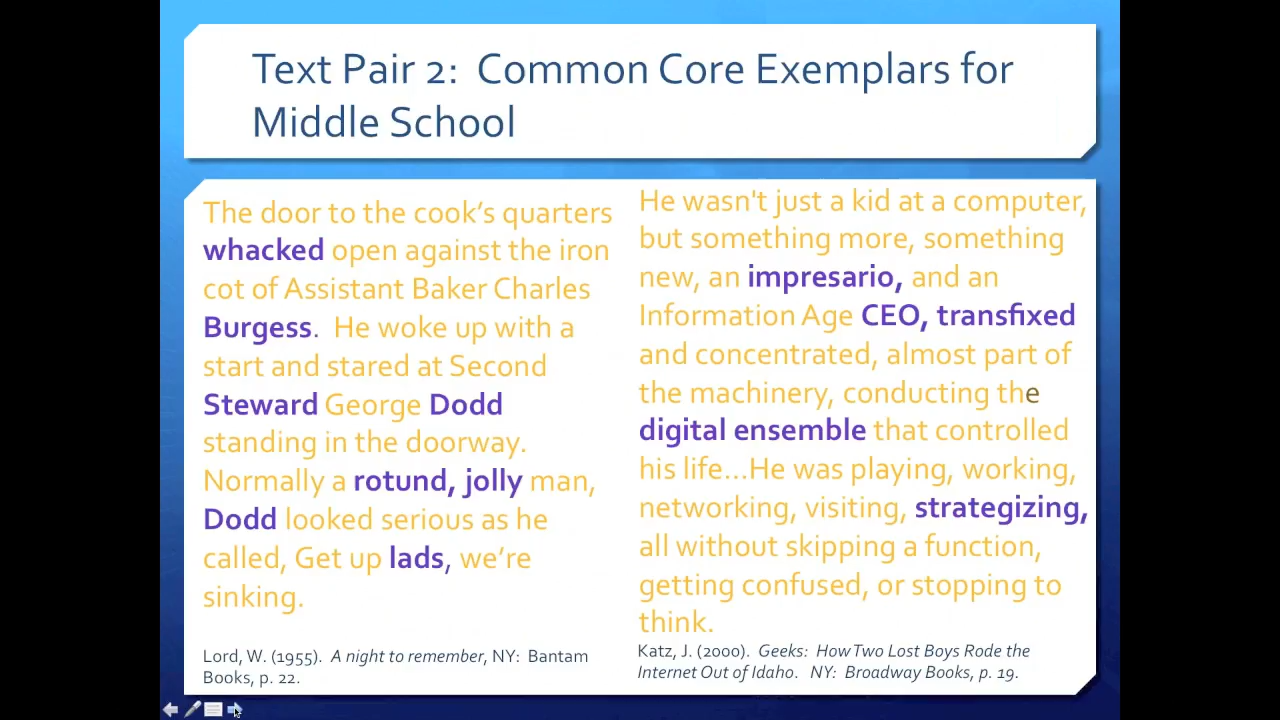 Text Pair 2:  Common Core Exemplars for
Middle School
The door to the cook’s quarters
whacked open against the iron
cot of Assistant Baker Charles
Burgess.  He woke up with a
start and stared at Second
Steward George Dodd
standing in the doorway.
Normally a rotund, jolly man,
Dodd looked serious as he
called, Get up lads, we’re
sinking.
Lord, W. (1955).  A night to remember, NY:  Bantam
Books, p. 22.
He wasn't just a kid at a computer,
but something more, something
new, an impresario, and an
Information Age CEO, transfixed
and concentrated, almost part of
the machinery, conducting the
digital ensemble that controlled
his life...He was playing, working,
networking, visiting, strategizing,
all without skipping a function,
getting confused, or stopping to
think.
Katz, J. (2000).  Geeks:  How Two Lost Boys Rode the
Internet Out of Idaho.  NY:  Broadway Books, p. 19.